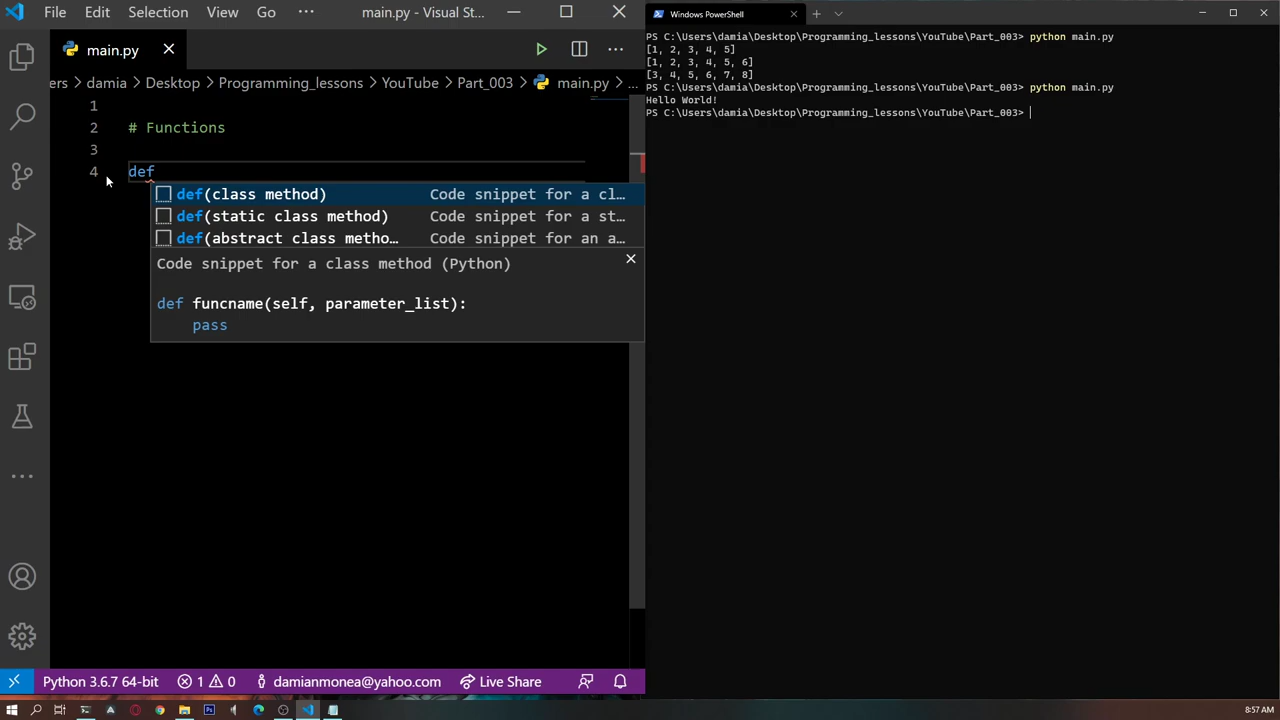 File Edit Selection View Go ··· main.py - Visual St...
main.py
ers > damia > Desktop > Programming_lessons > YouTube > Part_003 > main.py > ...
1
2 # Functions
3
4 def
def(class method) Code snippet for a cl...
def(static class method) Code snippet for a st...
def(abstract class metho... Code snippet for an a...
Code snippet for a class method (Python)
def funcname(self, parameter_list):
pass
Python 3.6.7 64-bit 1 0 damianmonea@yahoo.com Live Share
Windows PowerShell
PS C:\Users\damia\Desktop\Programming_lessons\YouTube\Part_003> python main.py
[1, 2, 3, 4, 5]
[1, 2, 3, 4, 5, 6]
[3, 4, 5, 6, 7, 8]
PS C:\Users\damia\Desktop\Programming_lessons\YouTube\Part_003> python main.py
Hello World!
PS C:\Users\damia\Desktop\Programming_lessons\YouTube\Part_003>
8:57 AM